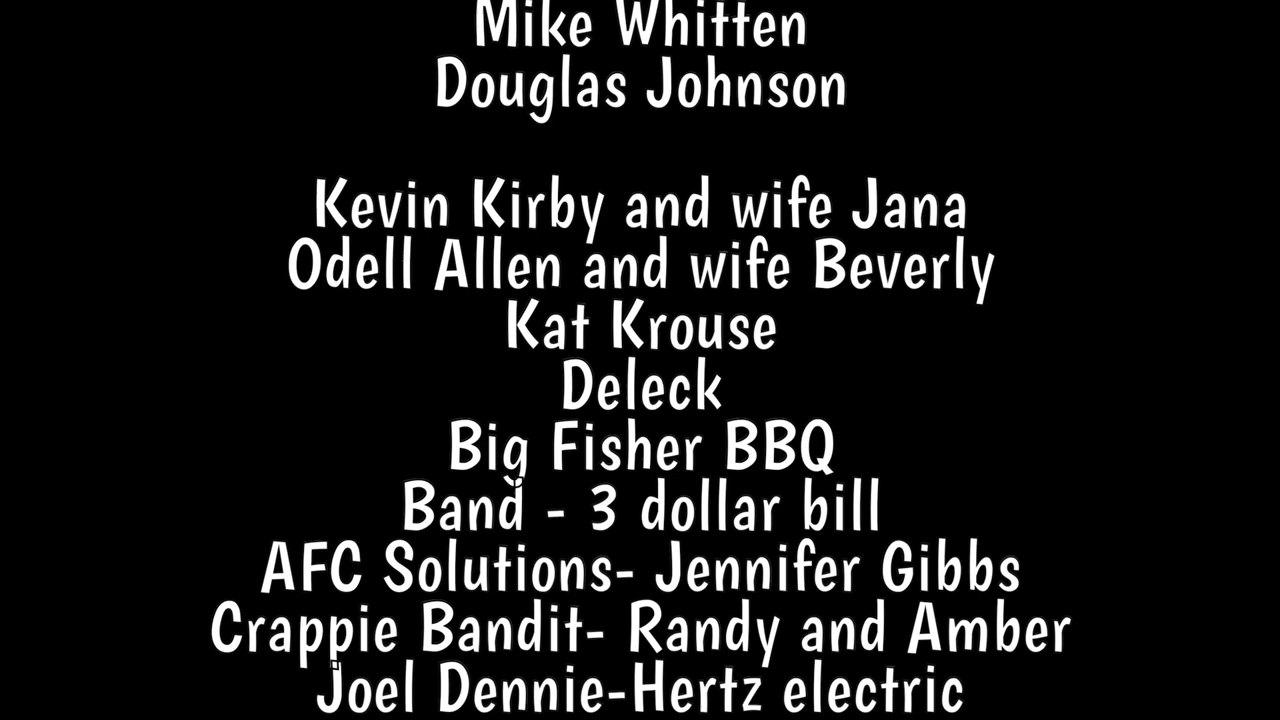 Mike Whitten
Douglas Johnson
Kevin Kirby and wife Jana
Odell Allen and wife Beverly
Kat Krouse
Deleck
Big Fisher BBQ
Band - 3 dollar bill
AFC Solutions- Jennifer Gibbs
Crappie Bandit- Randy and Amber
Joel Dennie-Hertz electric